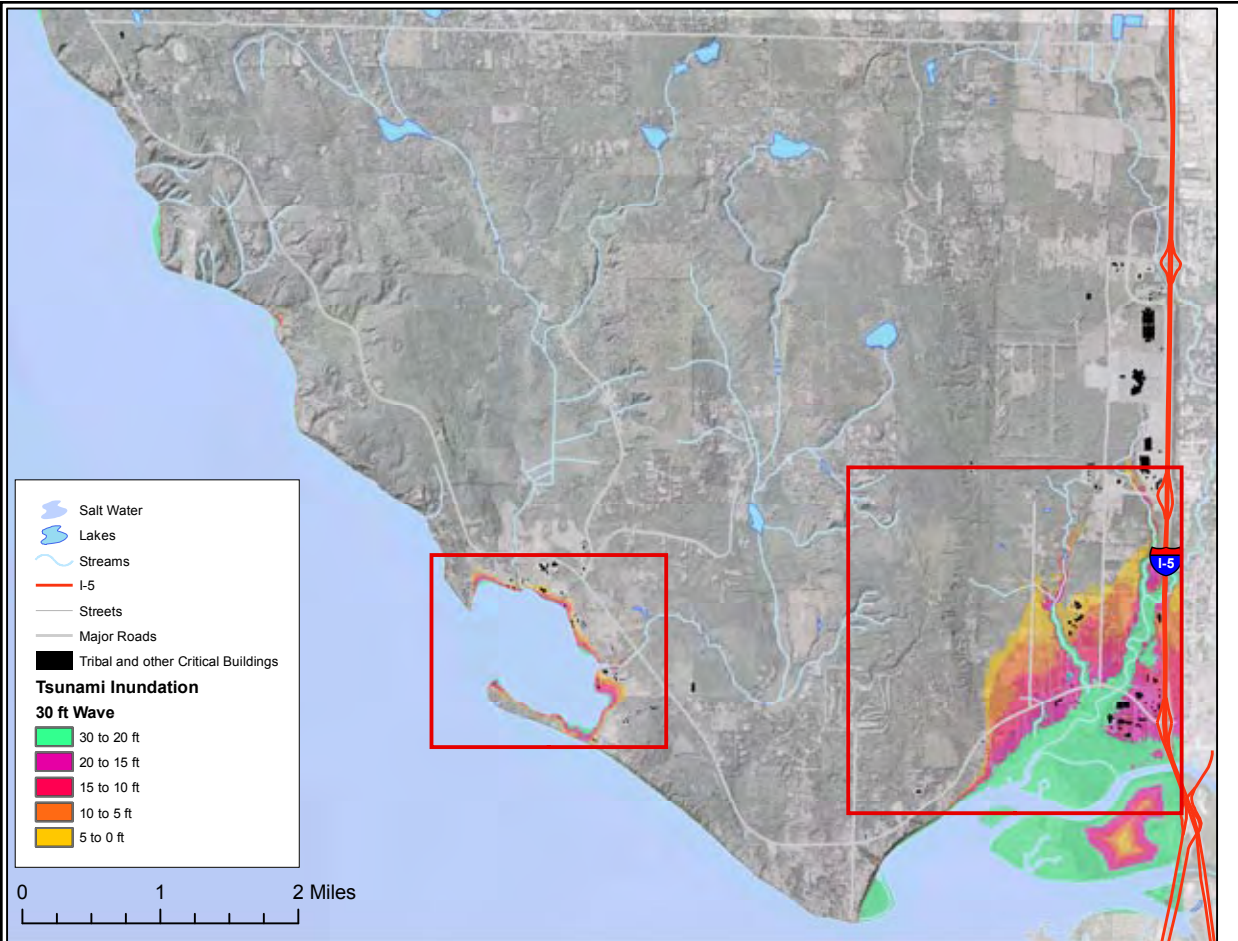 I-5
Salt Water
Lakes
Streams
I-5
Streets
Major Roads
Tribal and other Critical Buildings
Tsunami Inundation
30 ft Wave
30 to 20 ft
20 to 15 ft
15 to 10 ft
10 to 5 ft
5 to 0 ft
0 1 2 Miles